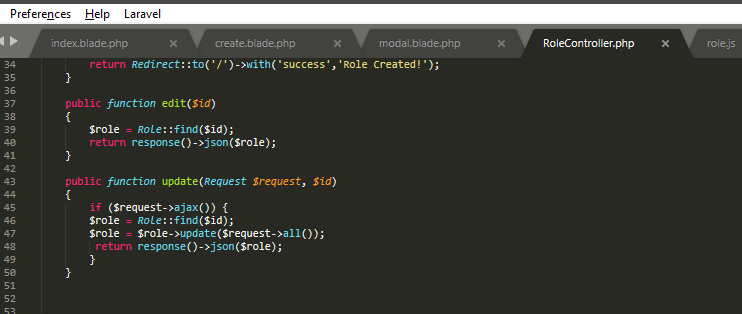 Preferences Help Laravel
index.blade.php × create.blade.php × modal.blade.php × RoleController.php × role.js
34 return Redirect::to('/')->with('success','Role Created!');
35 }
36
37 public function edit($id)
38 {
39 $role = Role::find($id);
40 return response()->json($role);
41 }
42
43 public function update(Request $request, $id)
44 {
45 if ($request->ajax()) {
46 $role = Role::find($id);
47 $role = $role->update($request->all());
48 return response()->json($role);
49 }
50 }
51
52
53